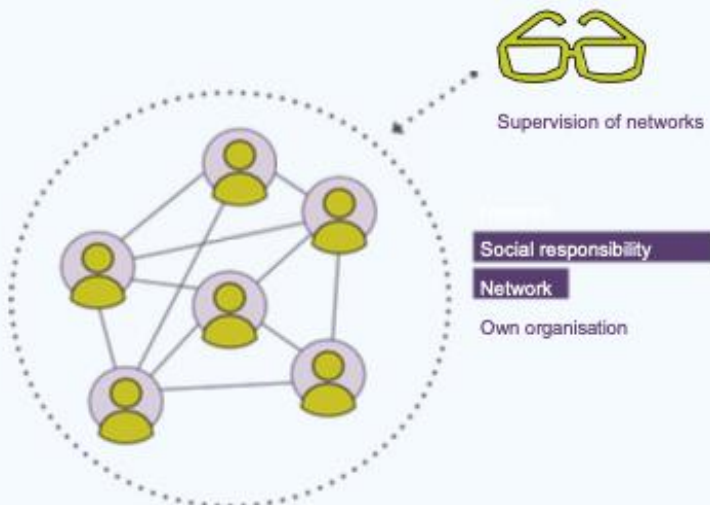 Supervision of networks
Social responsibility
Network
Own organisation